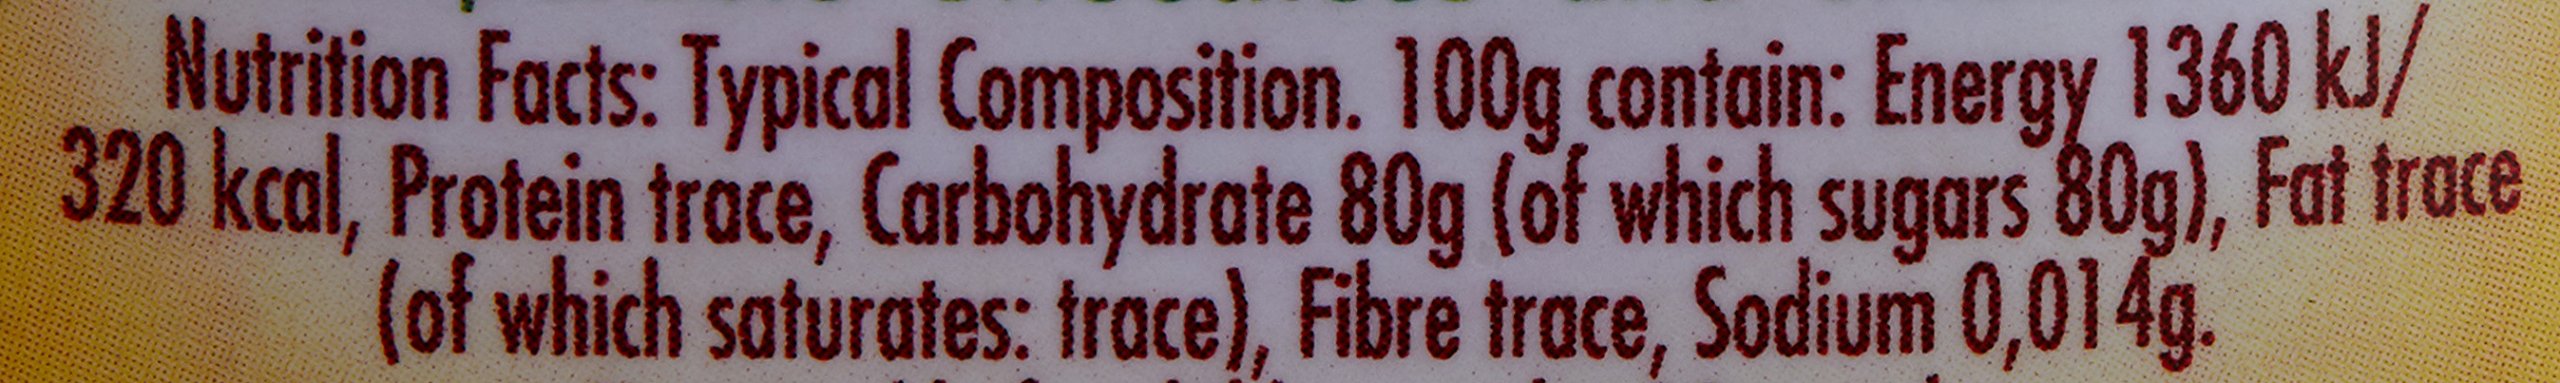 Nutrition Facts: Typical Composition. 100g contain: Energy 1360 kJ/
320 kcal, Protein trace, Carbohydrate 80g (of which sugars 80g), Fat trace
(of which saturates: trace), Fibre trace, Sodium 0,014g.